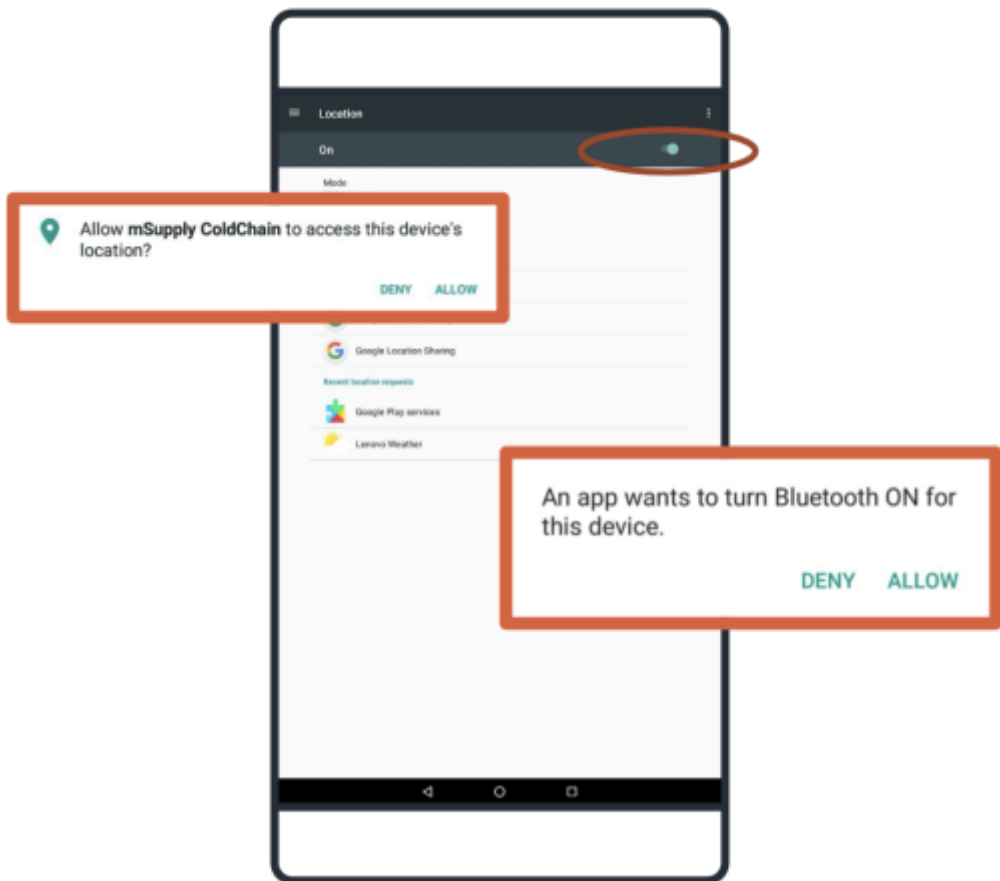 Location
On
Mode
Allow mSupply ColdChain to access this device's
location?
DENY ALLOW
Google Location Sharing
Recent location requests
Google Play services
Lenovo Weather
An app wants to turn Bluetooth ON for
this device.
DENY ALLOW